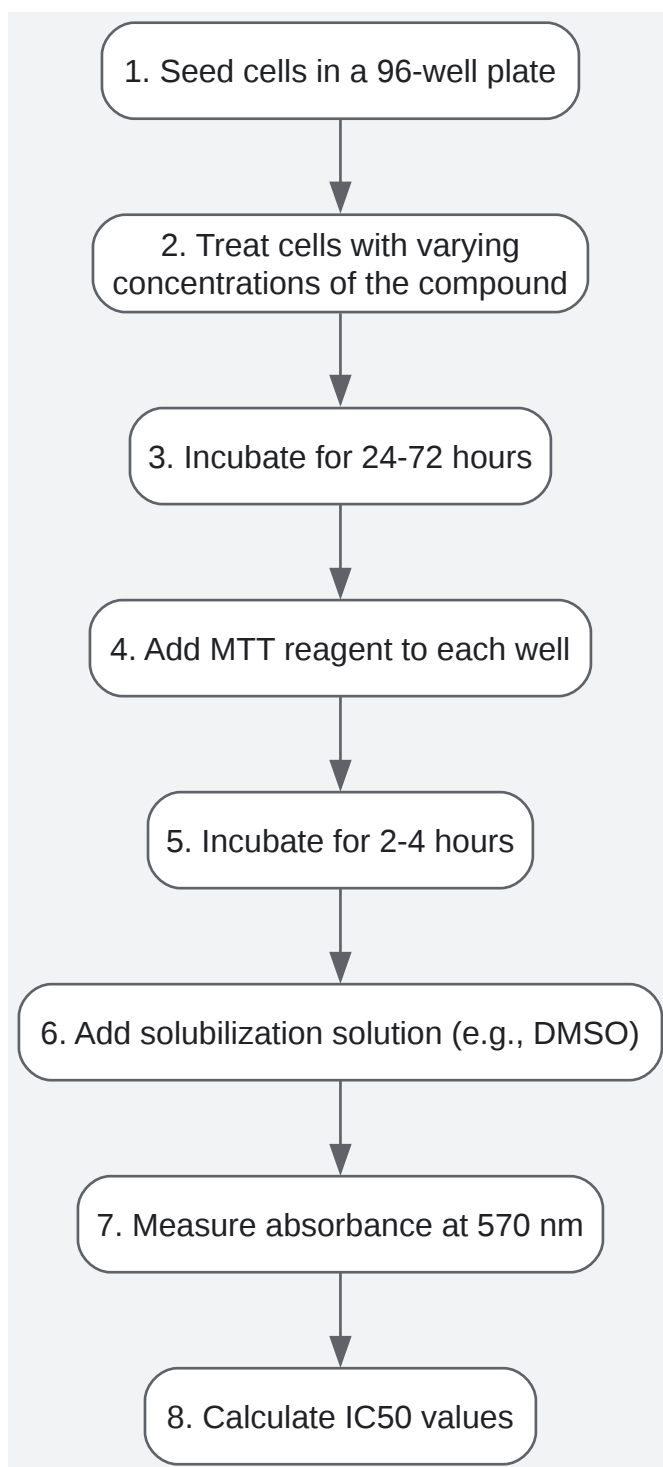 1. Seed cells in a 96-well plate
2. Treat cells with varying
concentrations of the compound
3. Incubate for 24-72 hours
4. Add MTT reagent to each well
5. Incubate for 2-4 hours
6. Add solubilization solution (e.g., DMSO)
7. Measure absorbance at 570 nm
8. Calculate IC50 values